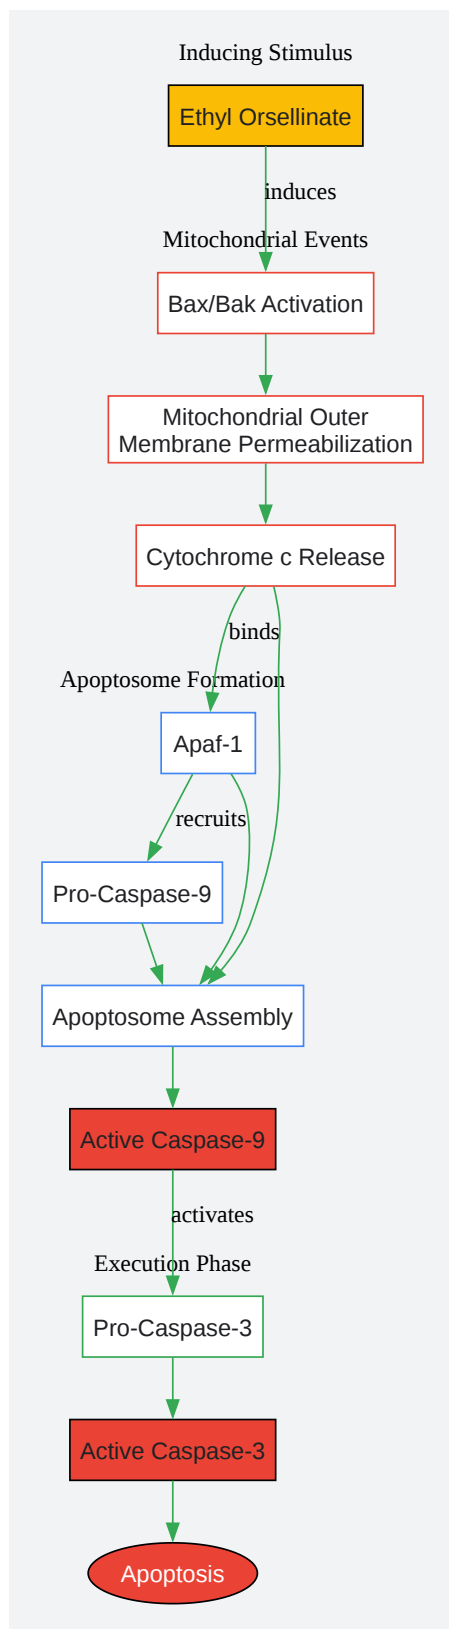 Inducing Stimulus
Ethyl Orsellinate
induces
Mitochondrial Events
Bax/Bak Activation
Mitochondrial Outer
Membrane Permeabilization
Cytochrome c Release
binds
Apoptosome Formation
Apaf-1
recruits
Pro-Caspase-9
Apoptosome Assembly
Active Caspase-9
activates
Execution Phase
Pro-Caspase-3
Active Caspase-3
Apoptosis